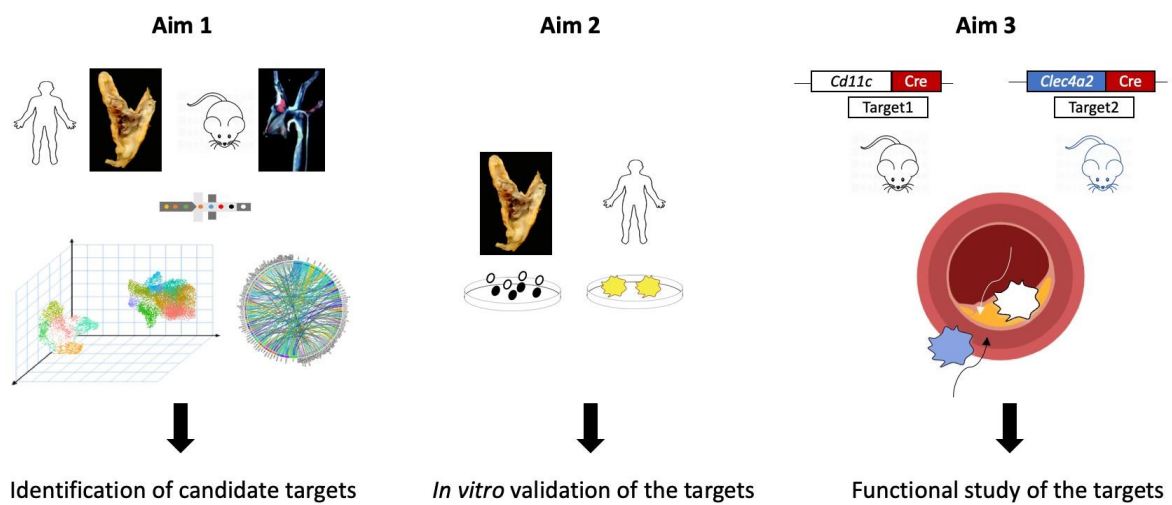 Aim 1
Aim 2
Aim 3
Cd11c
Cre
Clec4a2
Cre
Target1
Target2
Identification of candidate targets
In vitro validation of the targets
Functional study of the targets